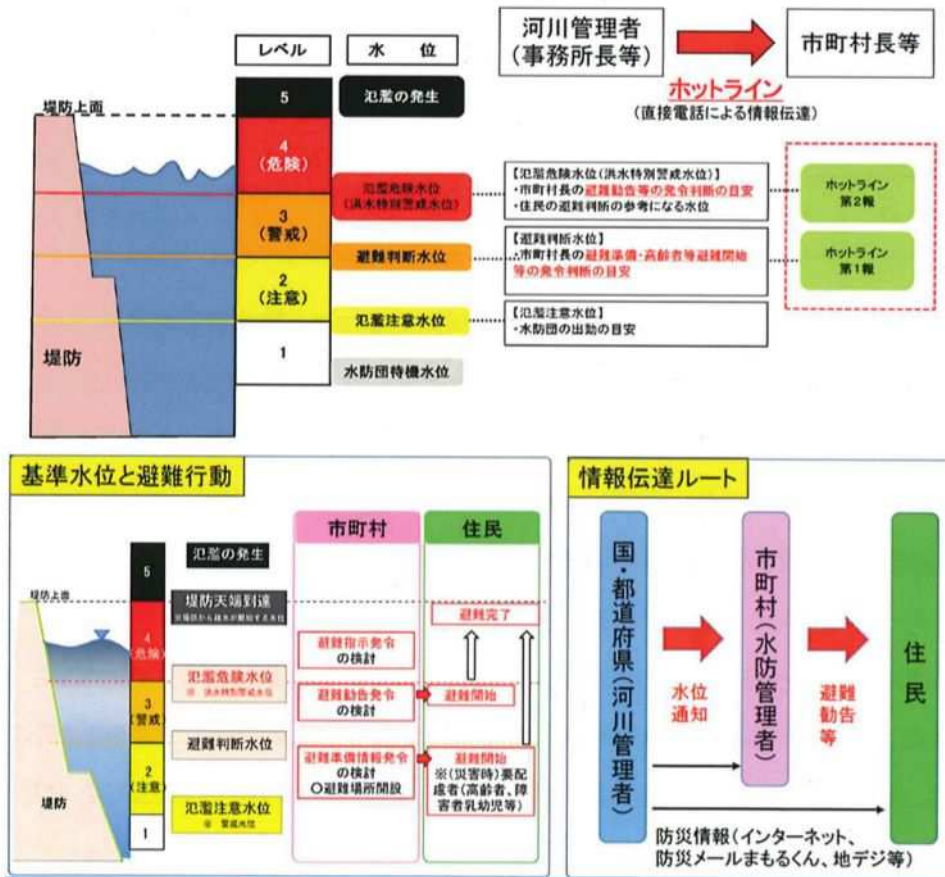 レベル
水　位
河川管理者
(事務所長等)
市町村長等
ホットライン
(直接電話による情報伝達)
堤防上面
5
氾濫の発生
4
(危険)
氾濫危険水位
(洪水特別警戒水位)
【氾濫危険水位(洪水特別警戒水位)】
・市町村長の避難勧告等の発令判断の目安
・住民の避難判断の参考になる水位
ホットライン
第2報
3
(警戒)
避難判断水位
【避難判断水位】
・市町村長の避難準備・高齢者等避難開始
等の発令判断の目安
ホットライン
第1報
2
(注意)
氾濫注意水位
【氾濫注意水位】
・水防団の出動の目安
1
水防団待機水位
堤防
基準水位と避難行動
市町村
住民
堤防上面
5
氾濫の発生
堤防天端到達
避難完了
4
(危険)
避難指示発令
の検討
氾濫危険水位
※ 洪水特別警戒水位
避難勧告発令
の検討
避難開始
3
(警戒)
避難判断水位
避難準備情報発令
の検討
○避難場所開設
避難開始
※(災害時)要配
慮者(高齢者、障
害者乳幼児等)
2
(注意)
氾濫注意水位
※ 警戒水位
1
堤防
情報伝達ルート
国・都道府県(河川管理者)
水位
通知
市町村(水防管理者)
避難
勧告
等
住民
防災情報(インターネット、
防災メールまもるくん、地デジ等)